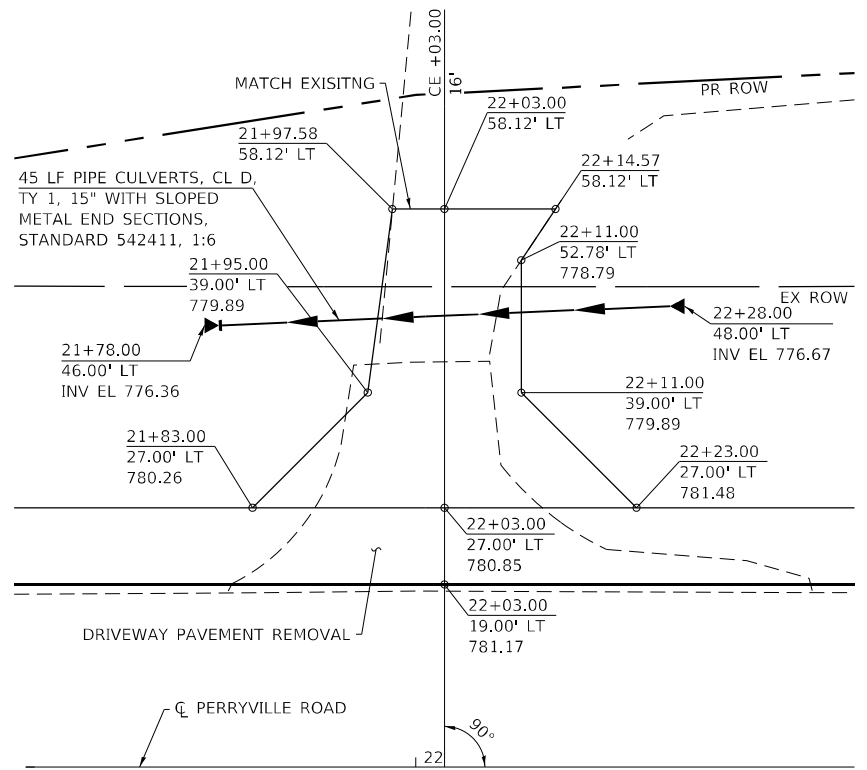 CE +03.00
16'
MATCH EXISITNG
PR ROW
22+03.00
58.12' LT
21+97.58
58.12' LT
22+14.57
58.12' LT
45 LF PIPE CULVERTS, CL D,
TY 1, 15" WITH SLOPED
METAL END SECTIONS,
STANDARD 542411, 1:6
22+11.00
52.78' LT
778.79
21+95.00
39.00' LT
779.89
EX ROW
22+28.00
48.00' LT
INV EL 776.67
21+78.00
46.00' LT
INV EL 776.36
22+11.00
39.00' LT
779.89
21+83.00
27.00' LT
780.26
22+23.00
27.00' LT
781.48
22+03.00
27.00' LT
780.85
22+03.00
19.00' LT
781.17
DRIVEWAY PAVEMENT REMOVAL
℄ PERRYVILLE ROAD
90°
22